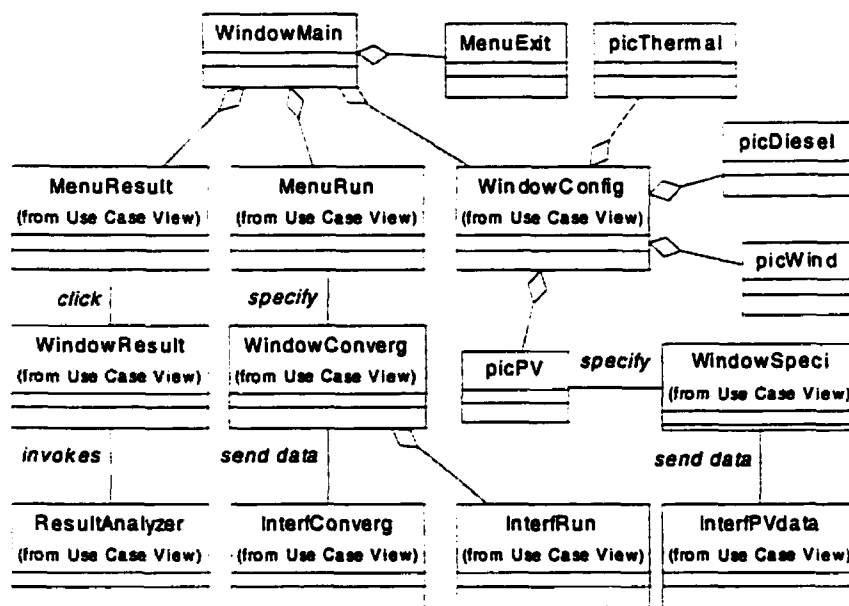 WindowMain
MenuExit
picThermal
picDiesel
MenuResult
(from Use Case View)
MenuRun
(from Use Case View)
WindowConfig
(from Use Case View)
picWind
click
specify
WindowResult
(from Use Case View)
WindowConverg
(from Use Case View)
picPV
specify
WindowSpeci
(from Use Case View)
invokes
send data
send data
ResultAnalyzer
(from Use Case View)
InterfConverg
(from Use Case View)
InterfRun
(from Use Case View)
InterfPVdata
(from Use Case View)